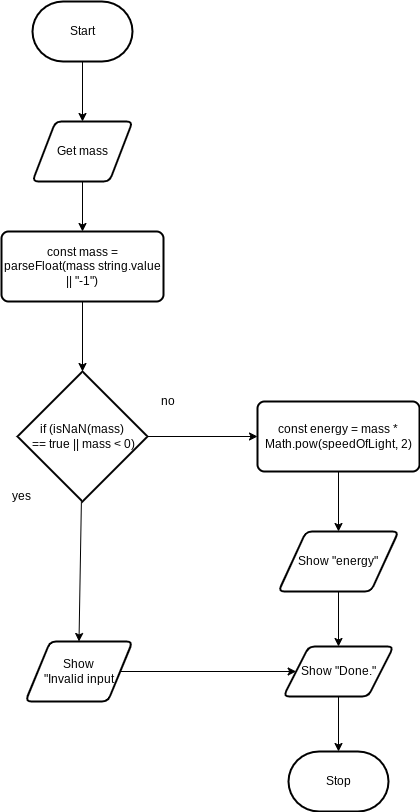 Start
Get mass
const mass =
parseFloat(mass string.value
|| "-1")
no
if (isNaN(mass)
== true || mass < 0)
const energy = mass *
Math.pow(speedOfLight, 2)
yes
Show "energy"
Show
"Invalid input
Show "Done."
Stop